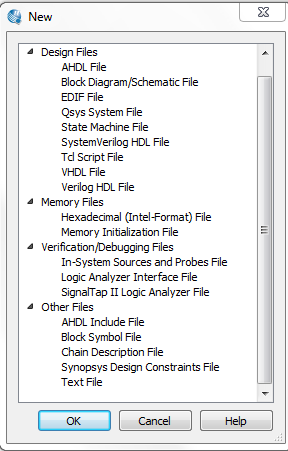 New
Design Files
AHDL File
Block Diagram/Schematic File
EDIF File
Qsys System File
State Machine File
SystemVerilog HDL File
Tcl Script File
VHDL File
Verilog HDL File
Memory Files
Hexadecimal (Intel-Format) File
Memory Initialization File
Verification/Debugging Files
In-System Sources and Probes File
Logic Analyzer Interface File
SignalTap II Logic Analyzer File
Other Files
AHDL Include File
Block Symbol File
Chain Description File
Synopsys Design Constraints File
Text File
OK Cancel Help